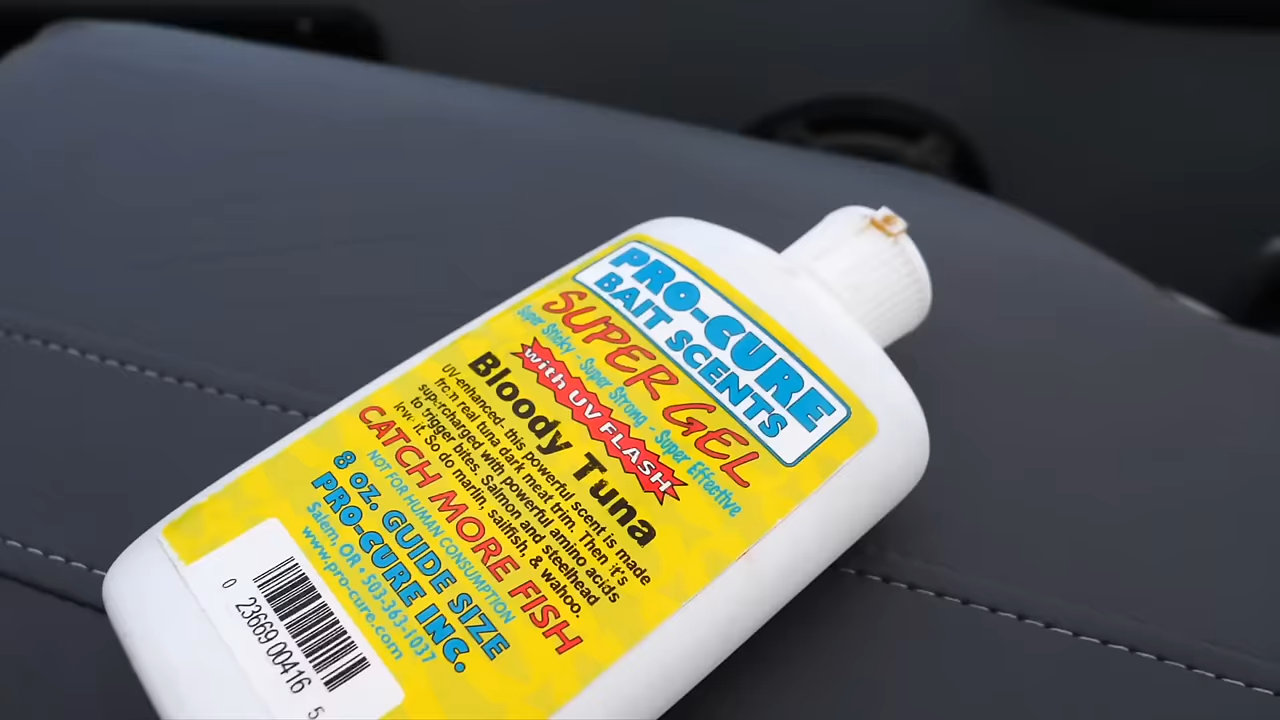 PRO-CURE
BAIT SCENTS
SUPER GEL
Super Sticky - Super Strong - Super Effective
with UV FLASH
Bloody Tuna
UV-enhanced- this powerful scent is made
from real tuna dark meat trim. Then it's
supercharged with powerful amino acids
to trigger bites. Salmon and steelhead
love it. So do marlin, sailfish, & wahoo.
CATCH MORE FISH
NOT FOR HUMAN CONSUMPTION
8 OZ. GUIDE SIZE
PRO-CURE INC.
Salem, OR - 503-363-1037
www.pro-cure.com
0 23669 00416 5